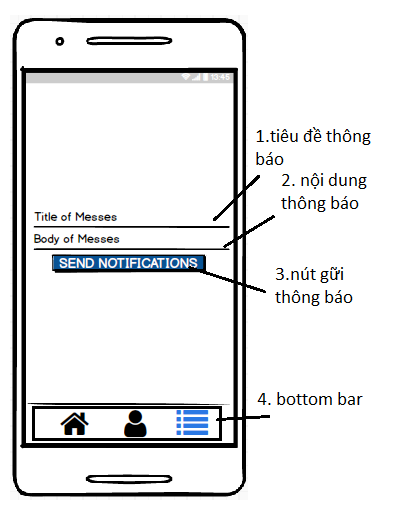 13:45
1.tiêu đề thông
báo
2. nội dung
thông báo
Title of Messes
Body of Messes
SEND NOTIFICATIONS
3.nút gữi
thông báo
4. bottom bar